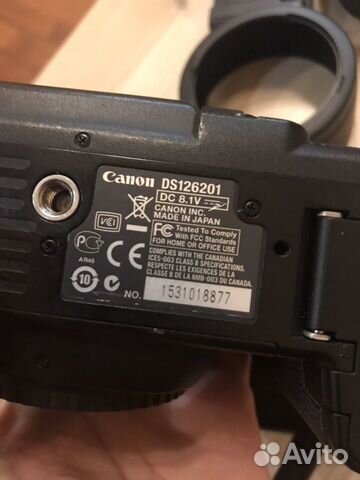 Canon DS126201
DC 8.1V
CANON INC.
MADE IN JAPAN
VCI
FC Tested To Comply
With FCC Standards
FOR HOME OR OFFICE USE
AR46
CE
COMPLIES WITH THE CANADIAN
ICES-003 CLASS B SPECIFICATIONS.
RESPECTE LES EXIGENCES DE LA
CLASSE B DE LA NMB-003 DU CANADA.
10
NO. 1531018877
Avito